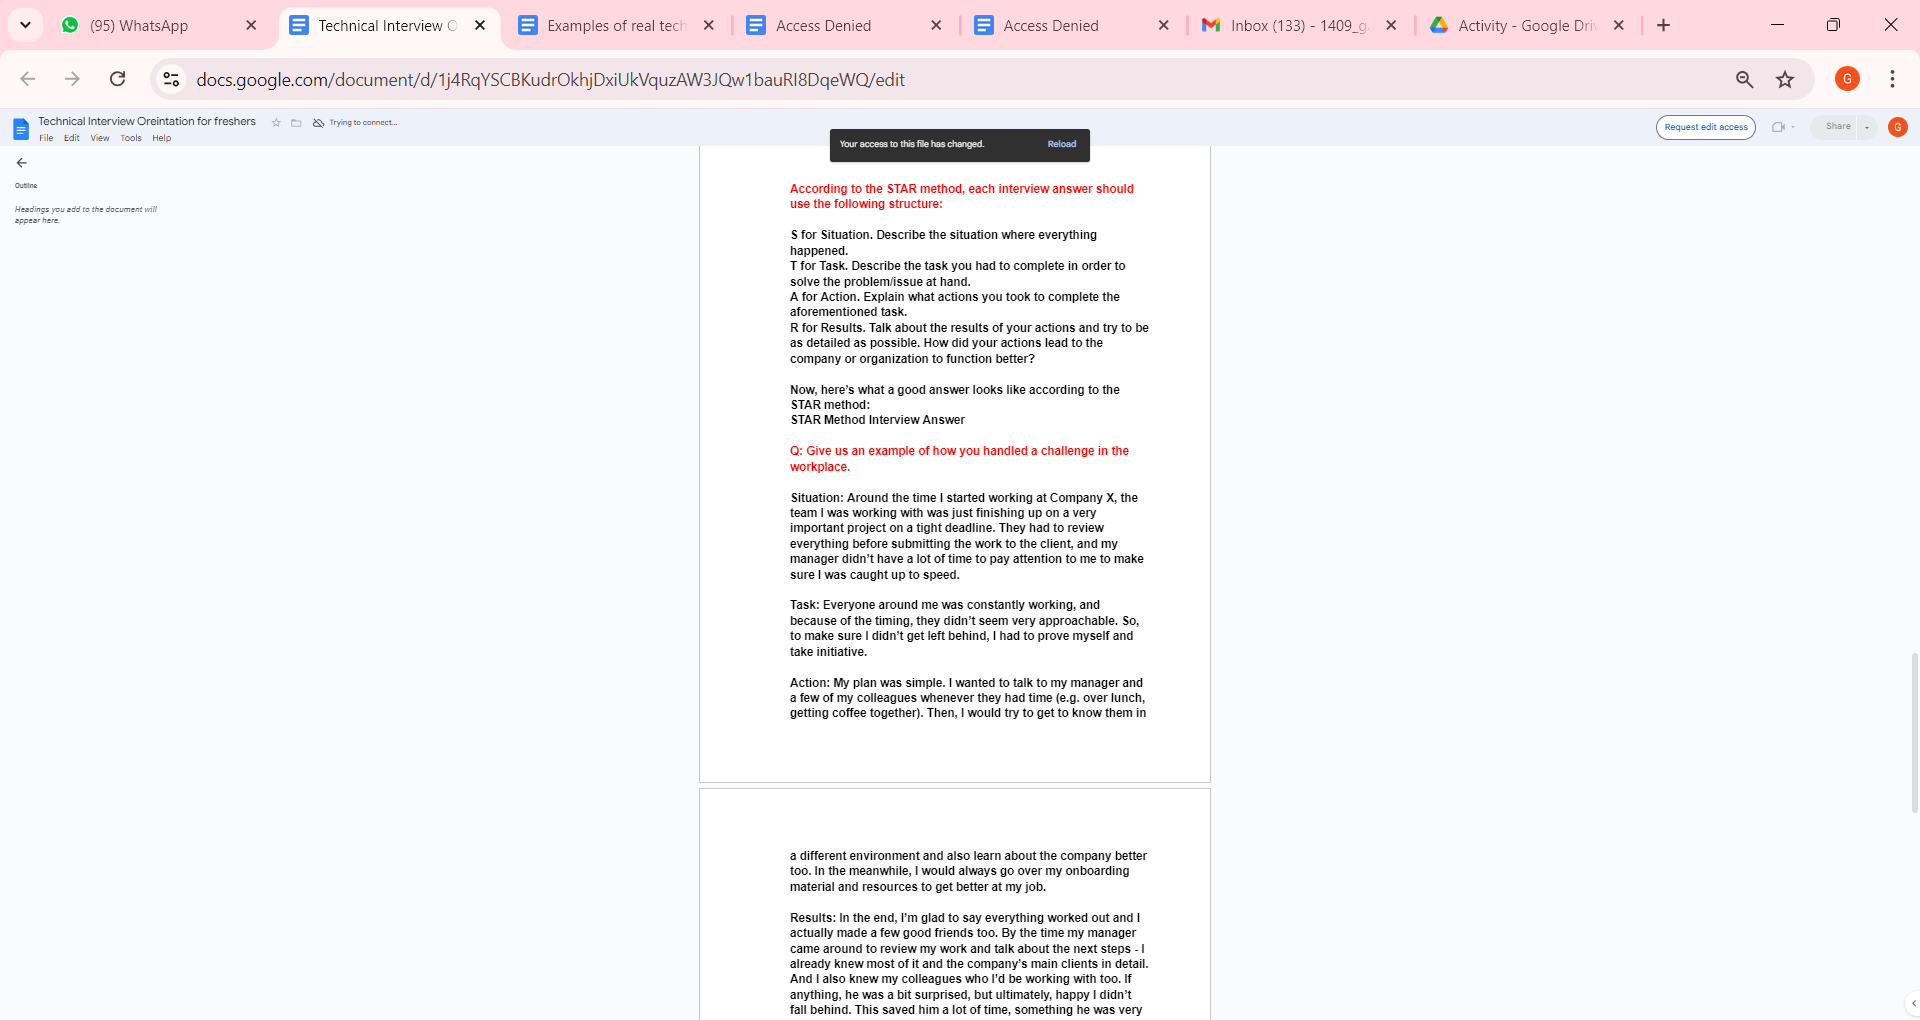 (95) WhatsApp
Technical Interview O
Examples of real tech
Access Denied
Access Denied
Inbox (133) - 1409_g
Activity - Google Driv
docs.google.com/document/d/1j4RqYSCBKudrOkhjDxiUkVquzAW3JQw1bauRI8DqeWQ/edit
G
Technical Interview Oreintation for freshers
Trying to connect...
File Edit View Tools Help
Request edit access
Share
G
Your access to this file has changed. Reload
Outline
Headings you add to the document will
appear here.
According to the STAR method, each interview answer should
use the following structure:
S for Situation. Describe the situation where everything
happened.
T for Task. Describe the task you had to complete in order to
solve the problem/issue at hand.
A for Action. Explain what actions you took to complete the
aforementioned task.
R for Results. Talk about the results of your actions and try to be
as detailed as possible. How did your actions lead to the
company or organization to function better?
Now, here’s what a good answer looks like according to the
STAR method:
STAR Method Interview Answer
Q: Give us an example of how you handled a challenge in the
workplace.
Situation: Around the time I started working at Company X, the
team I was working with was just finishing up on a very
important project on a tight deadline. They had to review
everything before submitting the work to the client, and my
manager didn’t have a lot of time to pay attention to me to make
sure I was caught up to speed.
Task: Everyone around me was constantly working, and
because of the timing, they didn’t seem very approachable. So,
to make sure I didn’t get left behind, I had to prove myself and
take initiative.
Action: My plan was simple. I wanted to talk to my manager and
a few of my colleagues whenever they had time (e.g. over lunch,
getting coffee together). Then, I would try to get to know them in
a different environment and also learn about the company better
too. In the meanwhile, I would always go over my onboarding
material and resources to get better at my job.
Results: In the end, I’m glad to say everything worked out and I
actually made a few good friends too. By the time my manager
came around to review my work and talk about the next steps - I
already knew most of it and the company’s main clients in detail.
And I also knew my colleagues who I’d be working with too. If
anything, he was a bit surprised, but ultimately, happy I didn’t
fall behind. This saved him a lot of time, something he was very